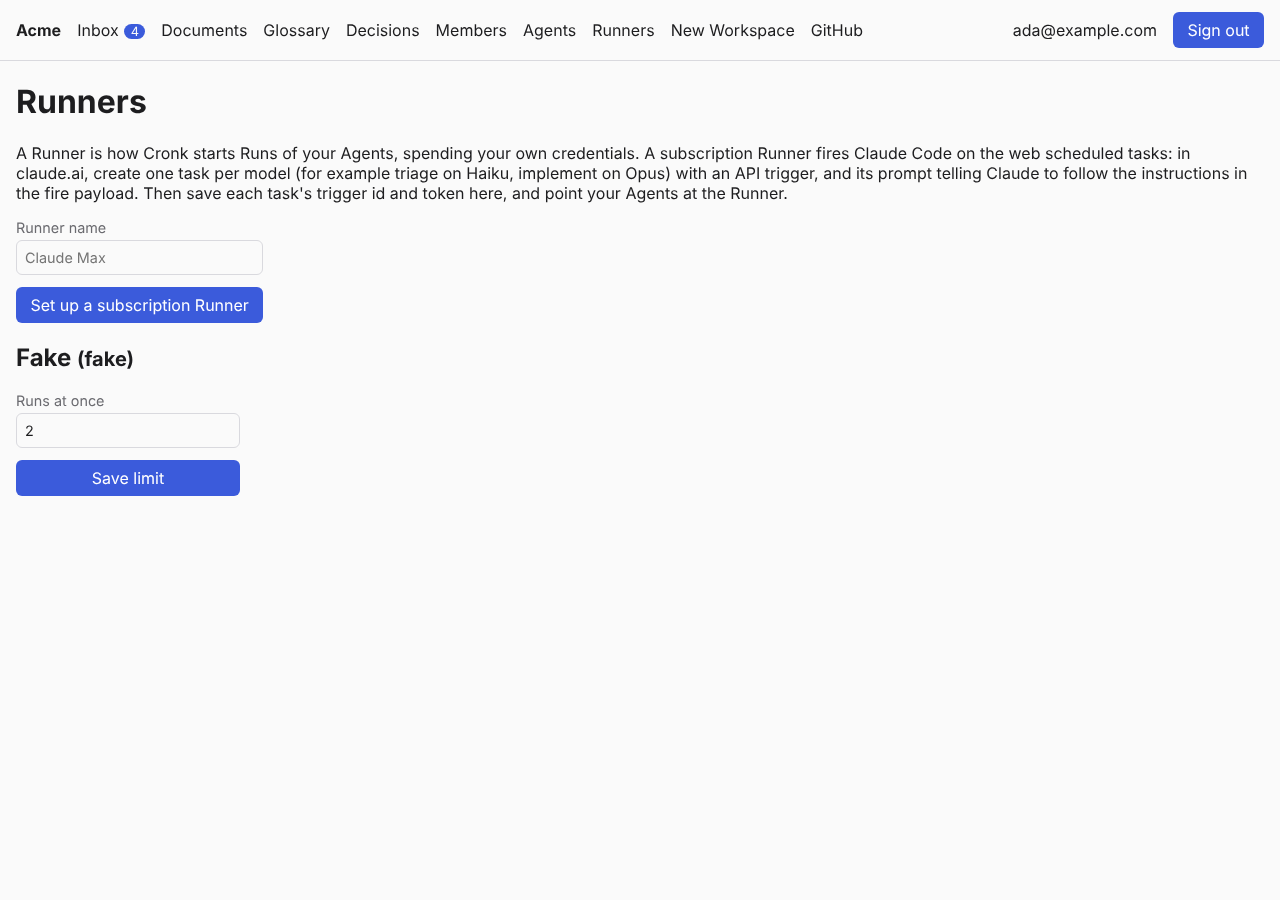 Acme Inbox 4 Documents Glossary Decisions Members Agents Runners New Workspace GitHub ada@example.com Sign out
Runners
A Runner is how Cronk starts Runs of your Agents, spending your own credentials. A subscription Runner fires Claude Code on the web scheduled tasks: in
claude.ai, create one task per model (for example triage on Haiku, implement on Opus) with an API trigger, and its prompt telling Claude to follow the instructions in
the fire payload. Then save each task's trigger id and token here, and point your Agents at the Runner.
Runner name
Claude Max
Set up a subscription Runner
Fake (fake)
Runs at once
2
Save limit